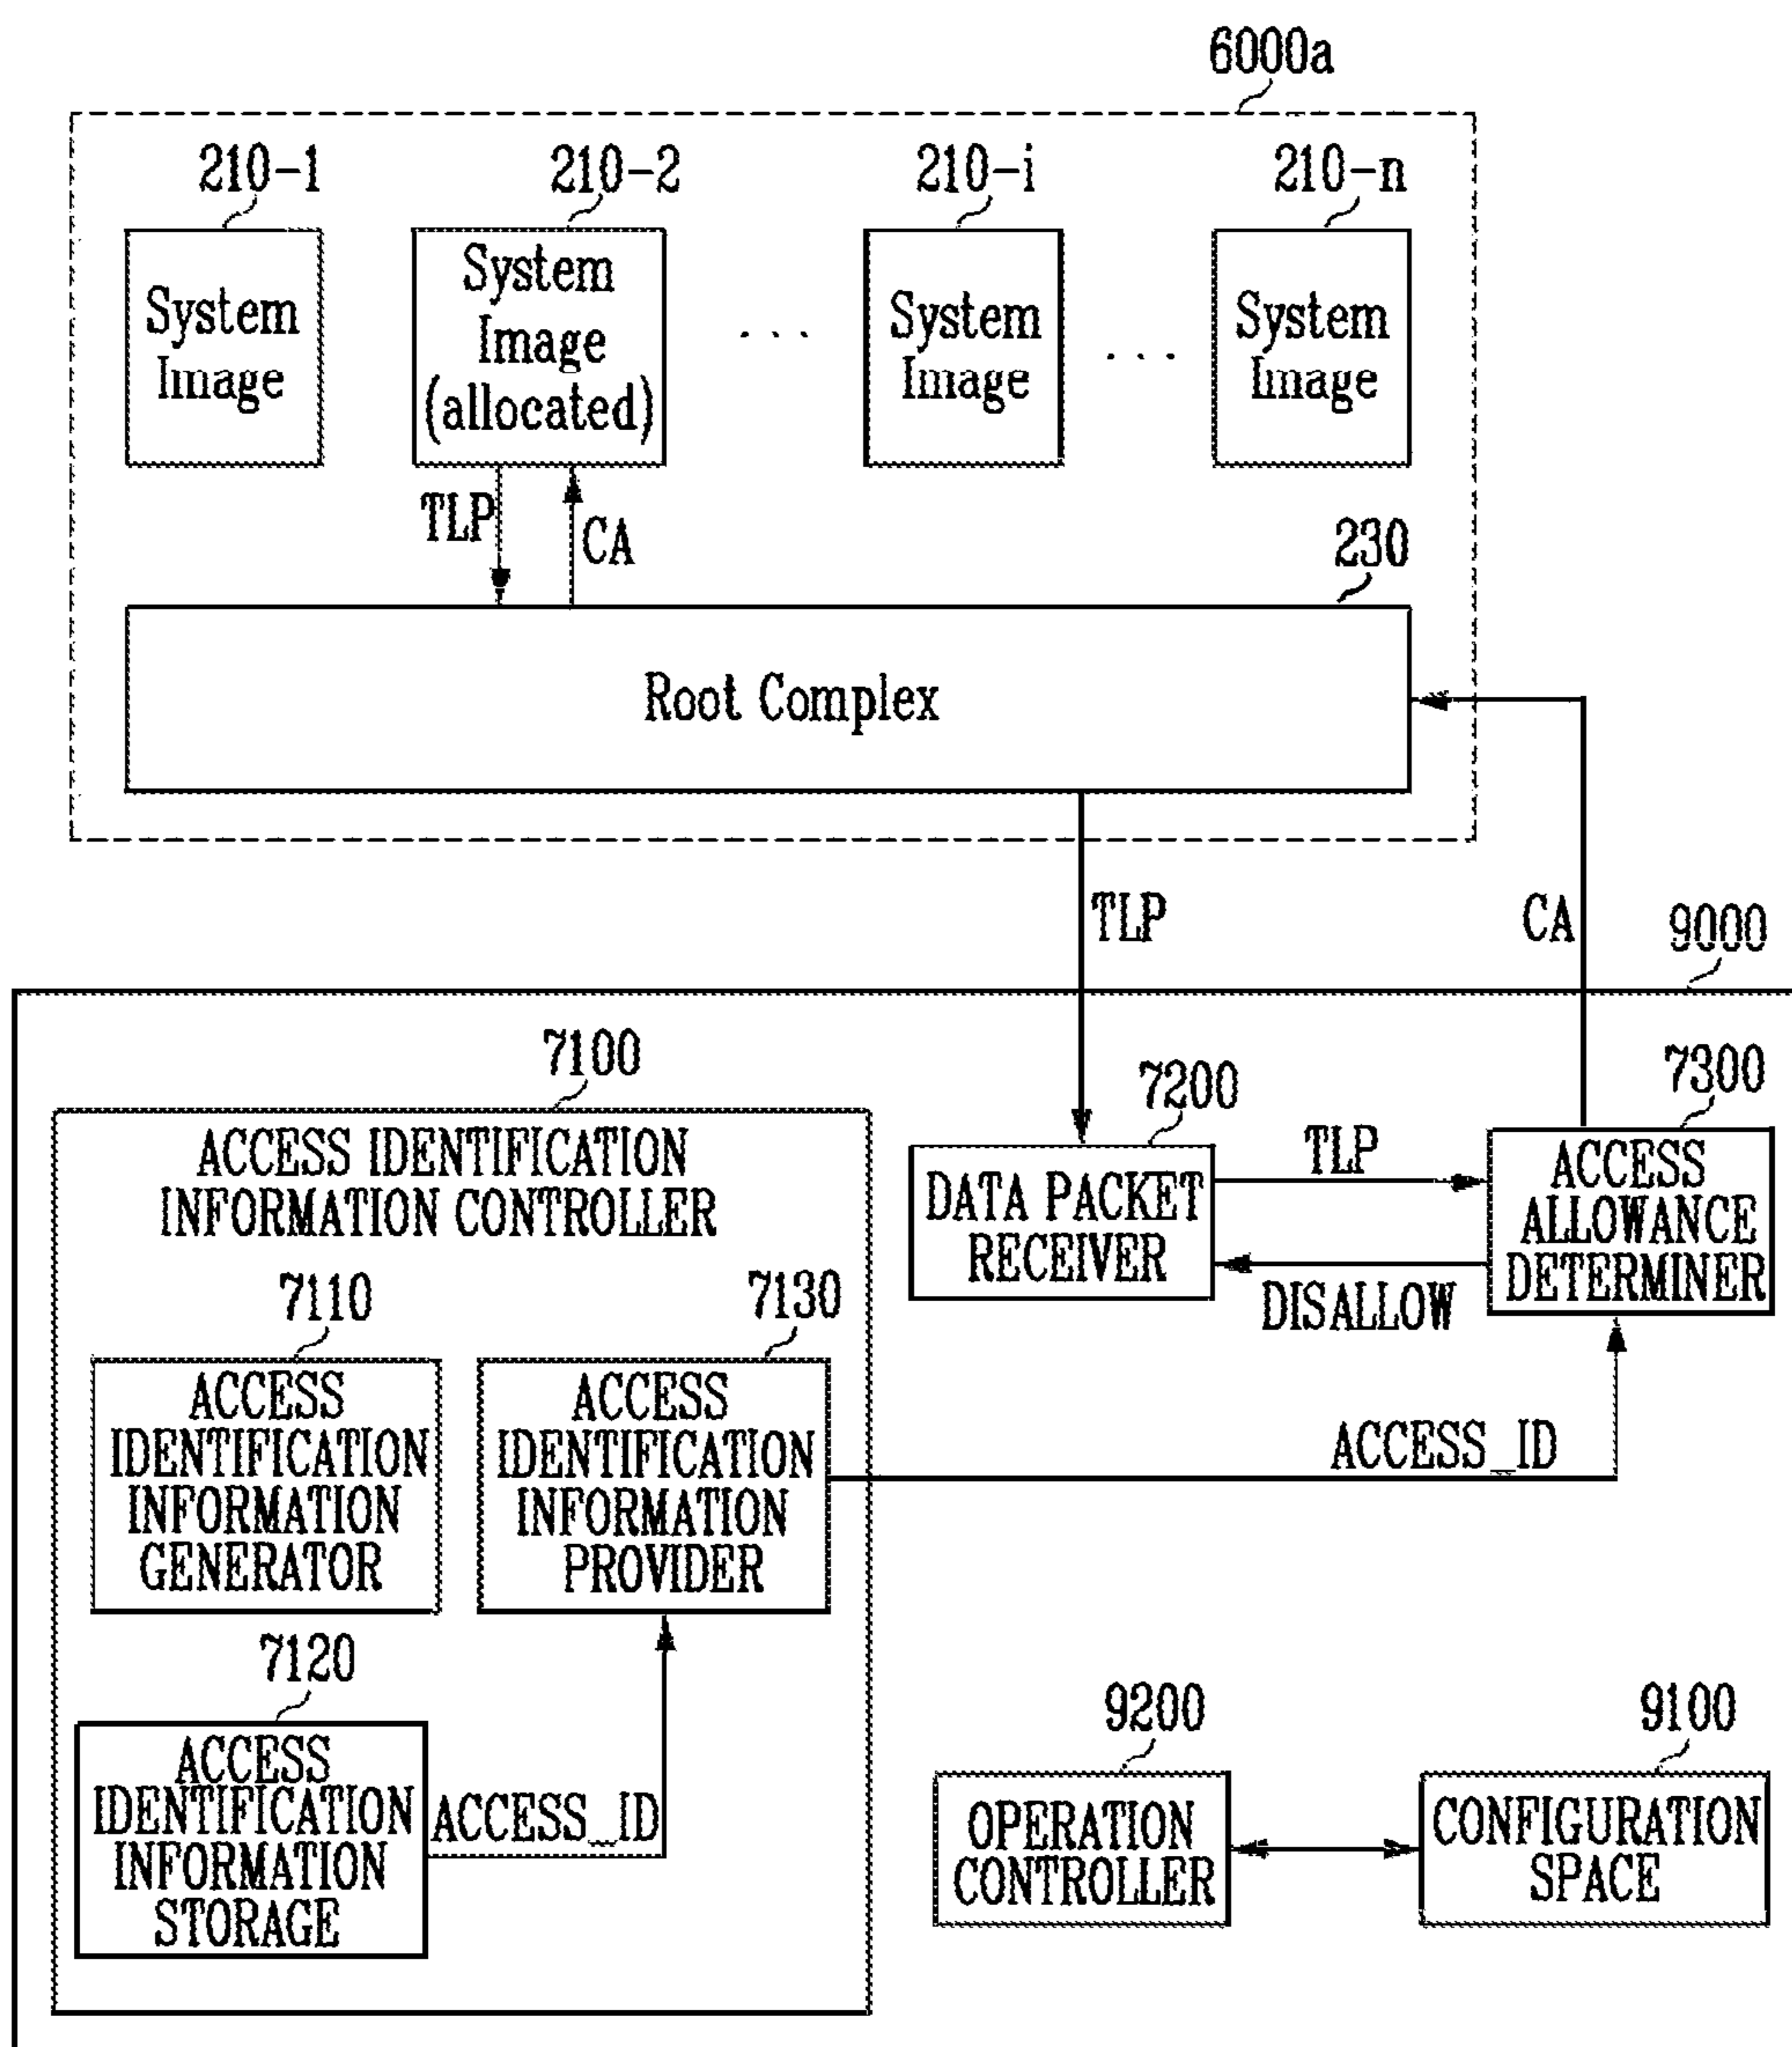 6000a
210-1
210-2
210-i
210-n
System
Image
System
Image
(allocated)
. . .
System
Image
. . .
System
Image
TLP
CA
230
Root Complex
TLP
CA
9000
7100
ACCESS IDENTIFICATION
INFORMATION CONTROLLER
7200
DATA PACKET
RECEIVER
TLP
DISALLOW
7300
ACCESS
ALLOWANCE
DETERMINER
7110
ACCESS
IDENTIFICATION
INFORMATION
GENERATOR
7130
ACCESS
IDENTIFICATION
INFORMATION
PROVIDER
ACCESS_ID
7120
ACCESS
IDENTIFICATION
INFORMATION
STORAGE
ACCESS_ID
9200
OPERATION
CONTROLLER
9100
CONFIGURATION
SPACE